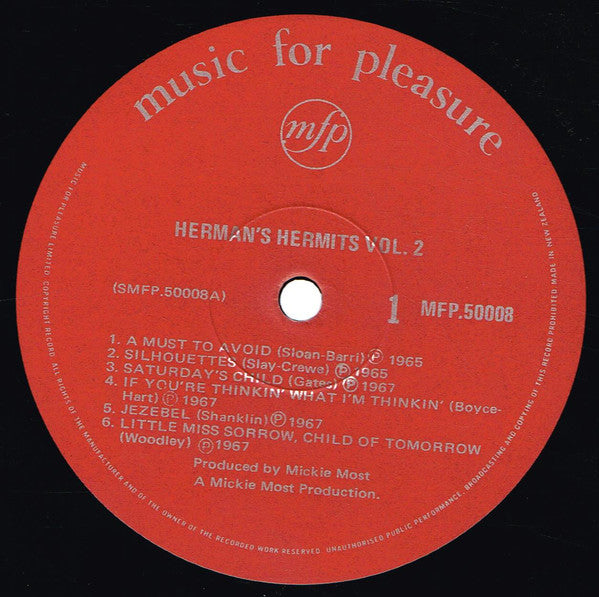 music for pleasure
mfp
HERMAN'S HERMITS VOL. 2
(SMFP.50008A) 1 MFP.50008
1. A MUST TO AVOID (Sloan-Barri) Ⓟ 1965
2. SILHOUETTES (Slay-Crewe) Ⓟ 1965
3. SATURDAY'S CHILD (Gates) Ⓟ 1967
4. IF YOU'RE THINKIN' WHAT I'M THINKIN' (Boyce-
Hart) Ⓟ 1967
5. JEZEBEL (Shanklin) Ⓟ 1967
6. LITTLE MISS SORROW, CHILD OF TOMORROW
(Woodley) Ⓟ 1967
Produced by Mickie Most
A Mickie Most Production.
MUSIC FOR PLEASURE LIMITED. COPYRIGHT RECORD. ALL RIGHTS OF THE MANUFACTURER AND OF THE OWNER OF THE RECORDED WORK RESERVED. UNAUTHORISED PUBLIC PERFORMANCE, BROADCASTING AND COPYING OF THIS RECORD PROHIBITED MADE IN NEW ZEALAND